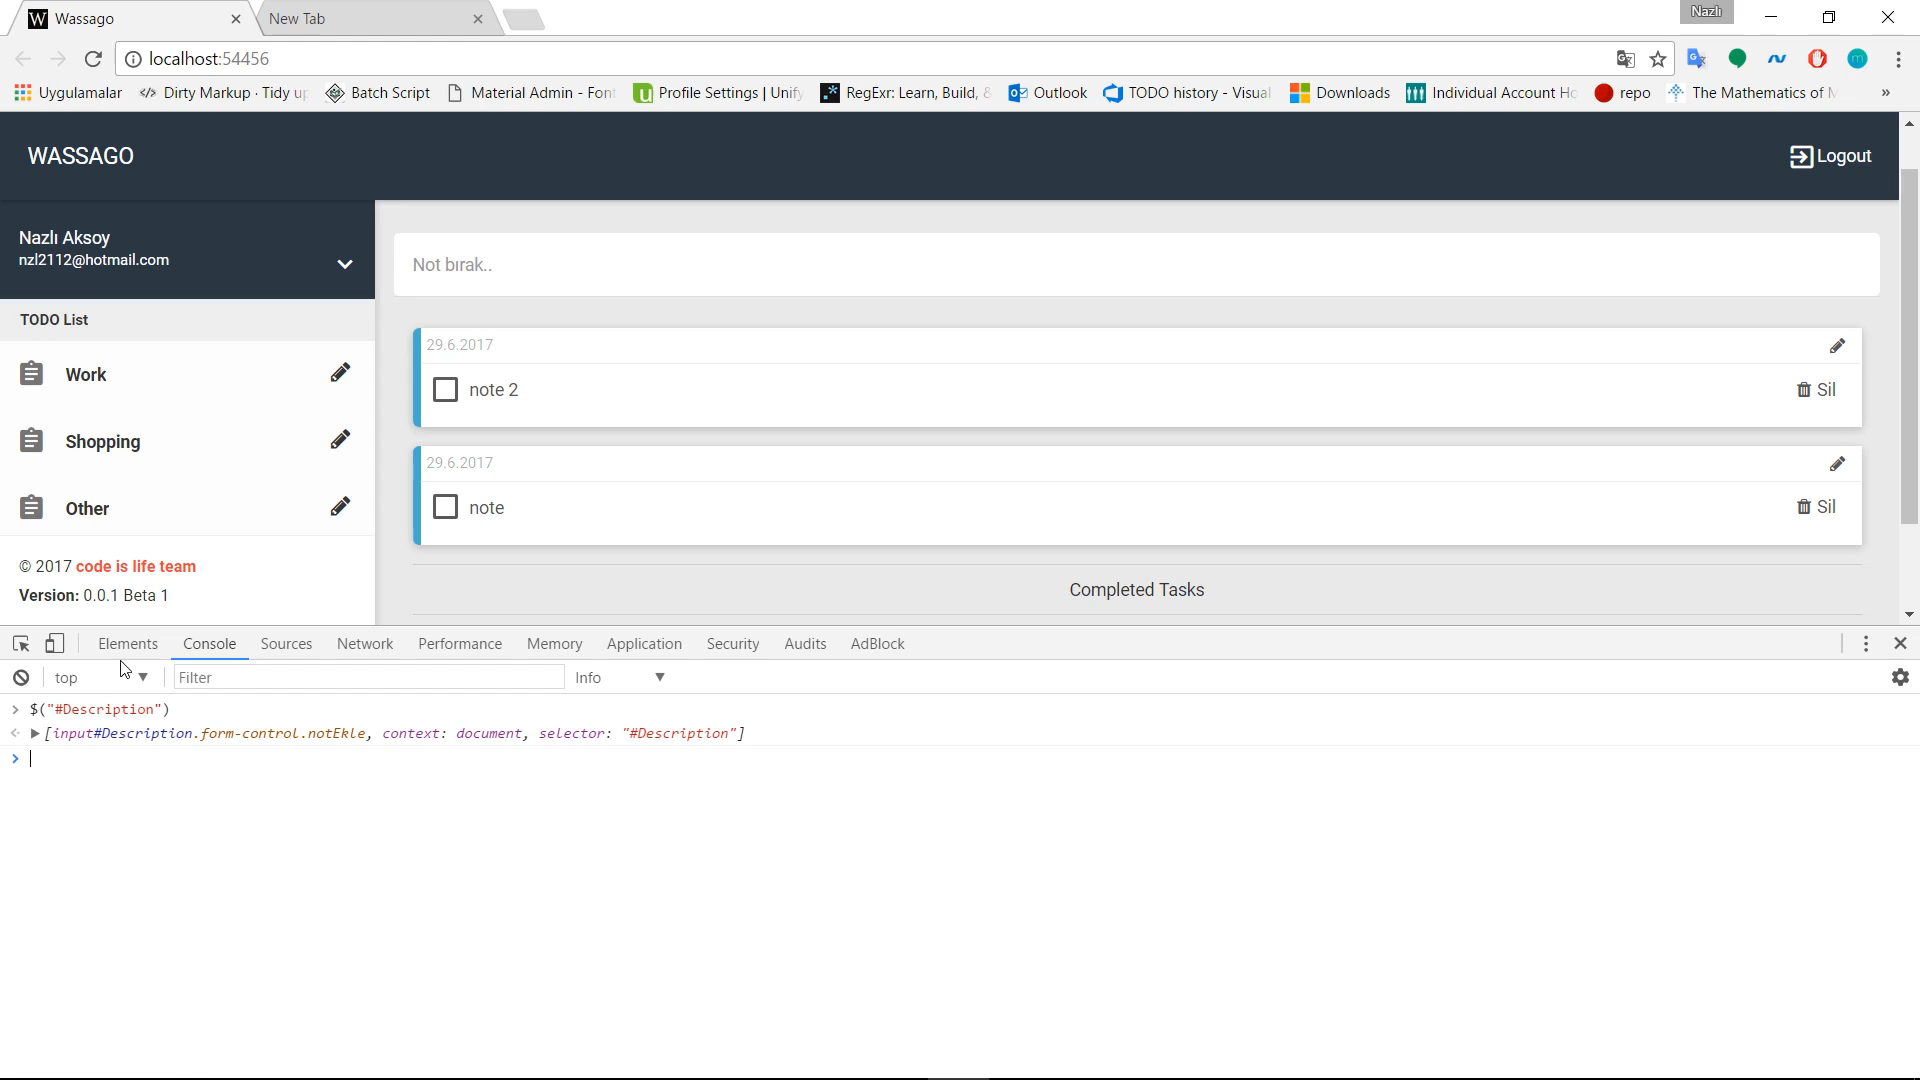 Wassago
New Tab
Nazlı
localhost:54456
Uygulamalar
Dirty Markup · Tidy
Batch Script
Material Admin - Fon
Profile Settings | Unify
RegExr: Learn, Build, &
Outlook
TODO history - Visual
Downloads
Individual Account Ho
repo
The Mathematics of
»
WASSAGO
Logout
Nazlı Aksoy
nzl2112@hotmail.com
TODO List
Work
Shopping
Other
© 2017 code is life team
Version: 0.0.1 Beta 1
Not bırak..
29.6.2017
note 2
Sil
29.6.2017
note
Sil
Completed Tasks
Elements Console Sources Network Performance Memory Application Security Audits AdBlock
top
Filter
Info
> $("#Description")
[input#Description.form-control.notEkle, context: document, selector: "#Description"]
>